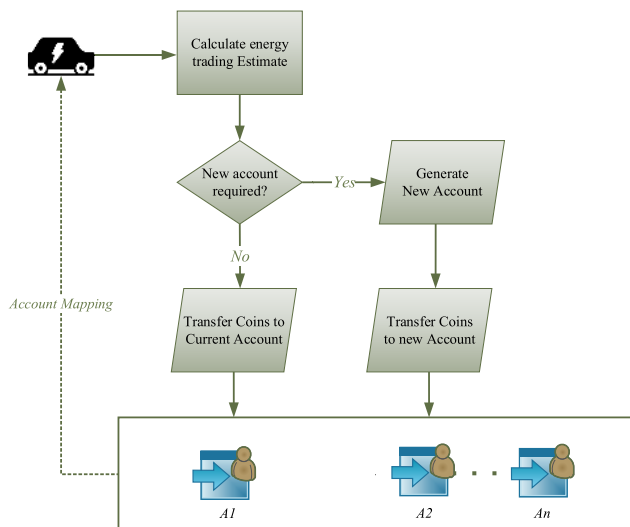 Calculate energy
trading Estimate
New account
required?
Yes
Generate
New Account
No
Account Mapping
Transfer Coins to
Current Account
Transfer Coins
to new Account
A1
A2
An